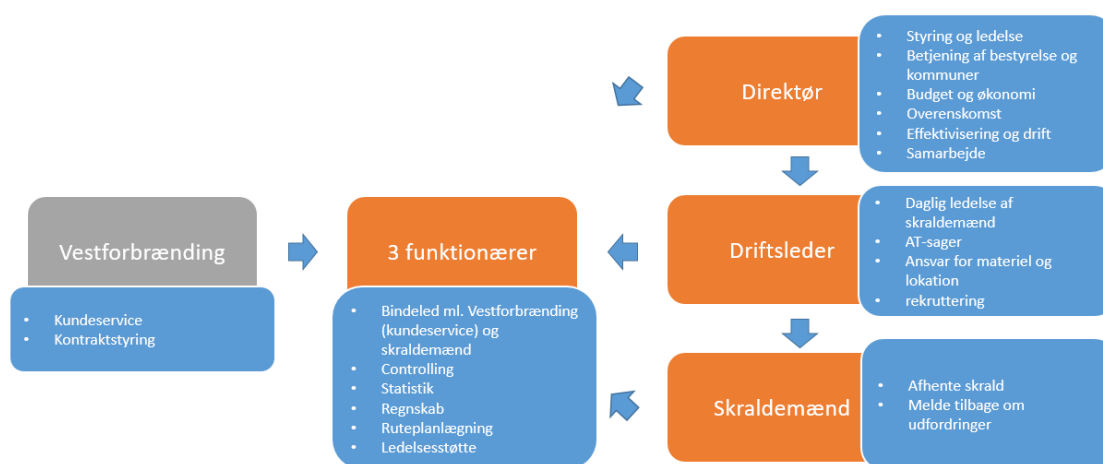 Direktør
• Styring og ledelse
• Betjening af bestyrelse og
kommuner
• Budget og økonomi
• Overenskomst
• Effektivisering og drift
• Samarbejde
Vestforbrænding
• Kundeservice
• Kontraktstyring
3 funktionærer
• Bindeled ml. Vestforbrænding
(kundeservice) og
skraldemænd
• Controlling
• Statistik
• Regnskab
• Ruteplanlægning
• Ledelsesstøtte
Driftsleder
• Daglig ledelse af
skraldemænd
• AT-sager
• Ansvar for materiel og
lokation
• rekruttering
Skraldemænd
• Afhente skrald
• Melde tilbage om
udfordringer